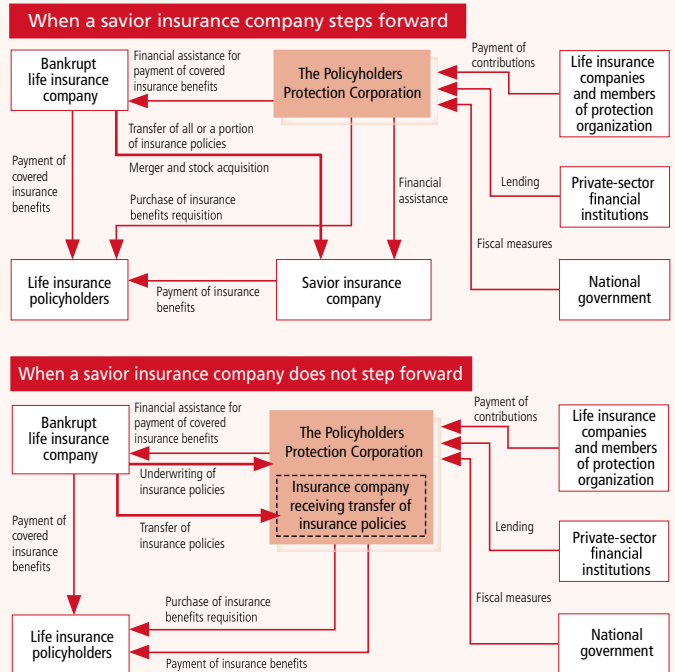 When a savior insurance company steps forward
Bankrupt
life insurance
company
Financial assistance for
payment of covered
insurance benefits
The Policyholders
Protection Corporation
Payment of
contributions
Life insurance
companies
and members
of protection
organization
Transfer of all or a portion
of insurance policies
Merger and stock acquisition
Payment of
covered
insurance
benefits
Purchase of insurance
benefits requisition
Financial
assistance
Lending
Private-sector
financial
institutions
Fiscal measures
Life insurance
policyholders
Payment of insurance
benefits
Savior insurance
company
National
government
When a savior insurance company does not step forward
Bankrupt
life insurance
company
Financial assistance for
payment of covered
insurance benefits
The Policyholders
Protection Corporation
Payment of
contributions
Life insurance
companies
and members
of protection
organization
Underwriting of
insurance policies
Insurance company
receiving transfer of
insurance policies
Payment of
covered
insurance
benefits
Transfer of
insurance policies
Lending
Private-sector
financial
institutions
Purchase of insurance
benefits requisition
Fiscal measures
Life insurance
policyholders
Payment of insurance benefits
National
government